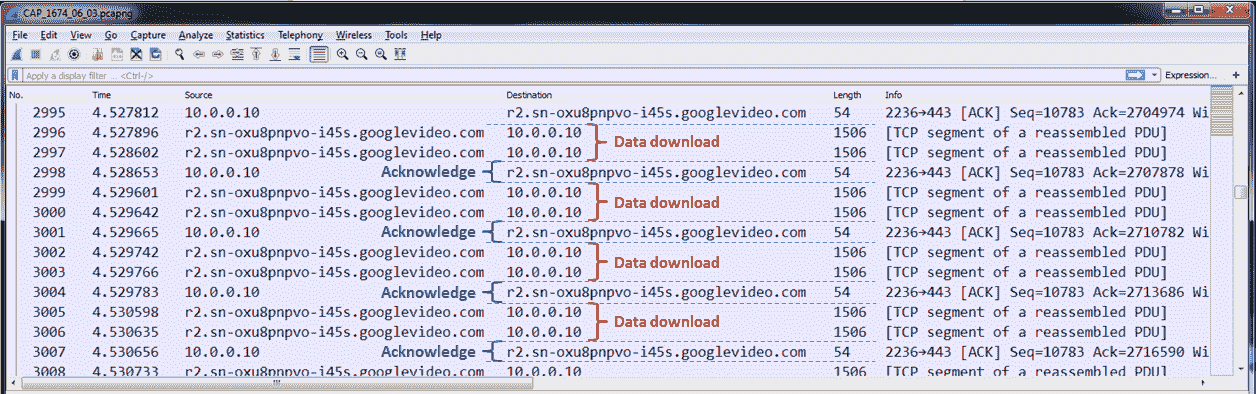 CAP_1674_06_03.pcapng
File Edit View Go Capture Analyze Statistics Telephony Wireless Tools Help
Apply a display filter ... <Ctrl-/> Expression... +
No. Time Source Destination Length Info
2995 4.527812 10.0.0.10 r2.sn-oxu8pnpvo-i45s.googlevideo.com 54 2236→443 [ACK] Seq=10783 Ack=2704974 Wi
2996 4.527896 r2.sn-oxu8pnpvo-i45s.googlevideo.com 10.0.0.10 1506 [TCP segment of a reassembled PDU]
Data download
2997 4.528602 r2.sn-oxu8pnpvo-i45s.googlevideo.com 10.0.0.10 1506 [TCP segment of a reassembled PDU]
2998 4.528653 10.0.0.10 Acknowledge r2.sn-oxu8pnpvo-i45s.googlevideo.com 54 2236→443 [ACK] Seq=10783 Ack=2707878 Wi
2999 4.529601 r2.sn-oxu8pnpvo-i45s.googlevideo.com 10.0.0.10 1506 [TCP segment of a reassembled PDU]
Data download
3000 4.529642 r2.sn-oxu8pnpvo-i45s.googlevideo.com 10.0.0.10 1506 [TCP segment of a reassembled PDU]
3001 4.529665 10.0.0.10 Acknowledge r2.sn-oxu8pnpvo-i45s.googlevideo.com 54 2236→443 [ACK] Seq=10783 Ack=2710782 Wi
3002 4.529742 r2.sn-oxu8pnpvo-i45s.googlevideo.com 10.0.0.10 1506 [TCP segment of a reassembled PDU]
Data download
3003 4.529766 r2.sn-oxu8pnpvo-i45s.googlevideo.com 10.0.0.10 1506 [TCP segment of a reassembled PDU]
3004 4.529783 10.0.0.10 Acknowledge r2.sn-oxu8pnpvo-i45s.googlevideo.com 54 2236→443 [ACK] Seq=10783 Ack=2713686 Wi
3005 4.530598 r2.sn-oxu8pnpvo-i45s.googlevideo.com 10.0.0.10 1506 [TCP segment of a reassembled PDU]
Data download
3006 4.530635 r2.sn-oxu8pnpvo-i45s.googlevideo.com 10.0.0.10 1506 [TCP segment of a reassembled PDU]
3007 4.530656 10.0.0.10 Acknowledge r2.sn-oxu8pnpvo-i45s.googlevideo.com 54 2236→443 [ACK] Seq=10783 Ack=2716590 Wi
3008 4.530733 r2.sn-oxu8pnpvo-i45s.googlevideo.com 10.0.0.10 1506 [TCP segment of a reassembled PDU]